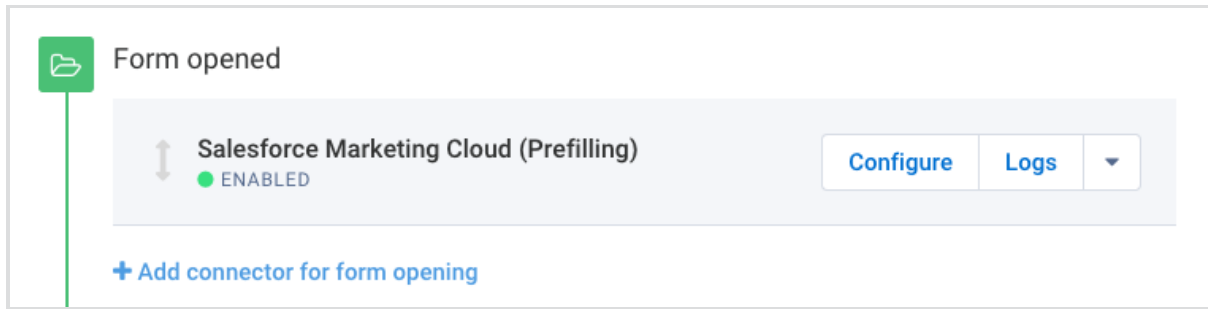 Form opened
Salesforce Marketing Cloud (Prefilling)
ENABLED
Configure
Logs
+ Add connector for form opening